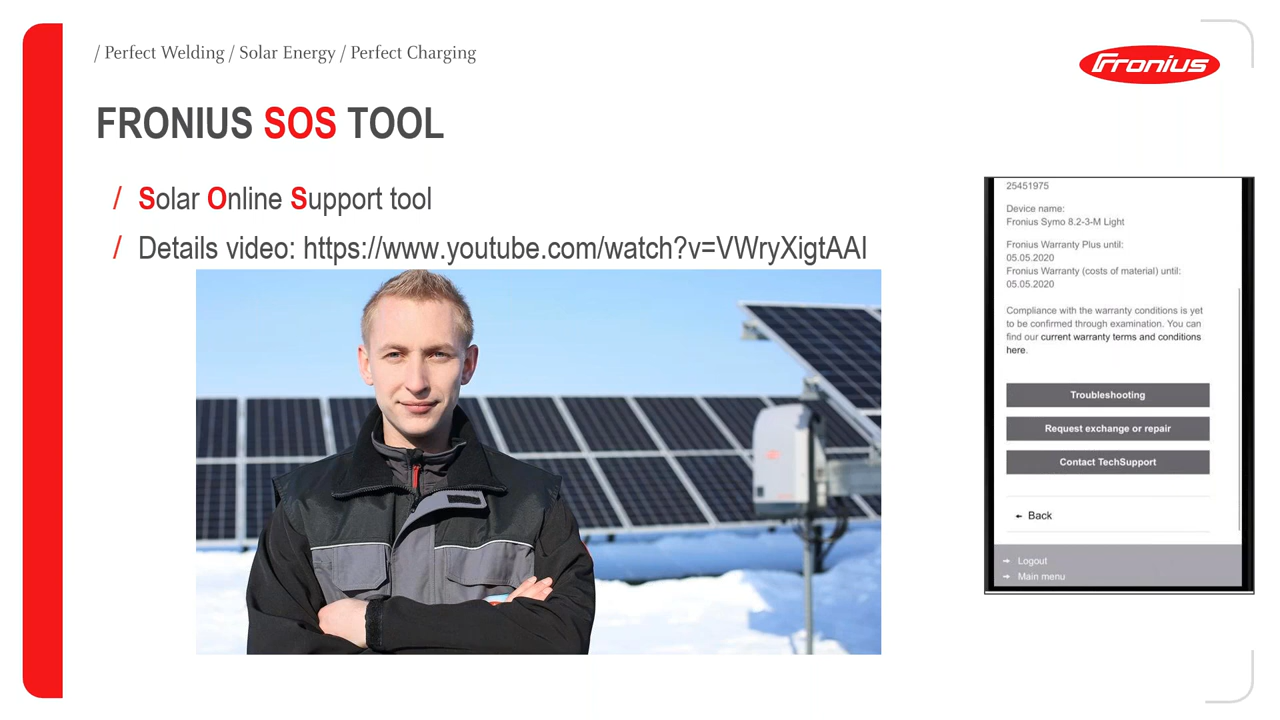 / Perfect Welding / Solar Energy / Perfect Charging
Fronius
FRONIUS SOS TOOL
/ Solar Online Support tool
/ Details video: https://www.youtube.com/watch?v=VWryXigtAAI
25451975
Device name:
Fronius Symo 8.2-3-M Light
Fronius Warranty Plus until:
05.05.2020
Fronius Warranty (costs of material) until:
05.05.2020
Compliance with the warranty conditions is yet
to be confirmed through examination. You can
find our current warranty terms and conditions
here.
Troubleshooting
Request exchange or repair
Contact TechSupport
Back
Logout
Main menu